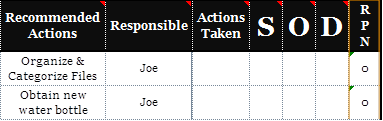 Recommended Actions Responsible Actions Taken S O D R P N
Organize & Categorize Files Joe 0
Obtain new water bottle Joe 0